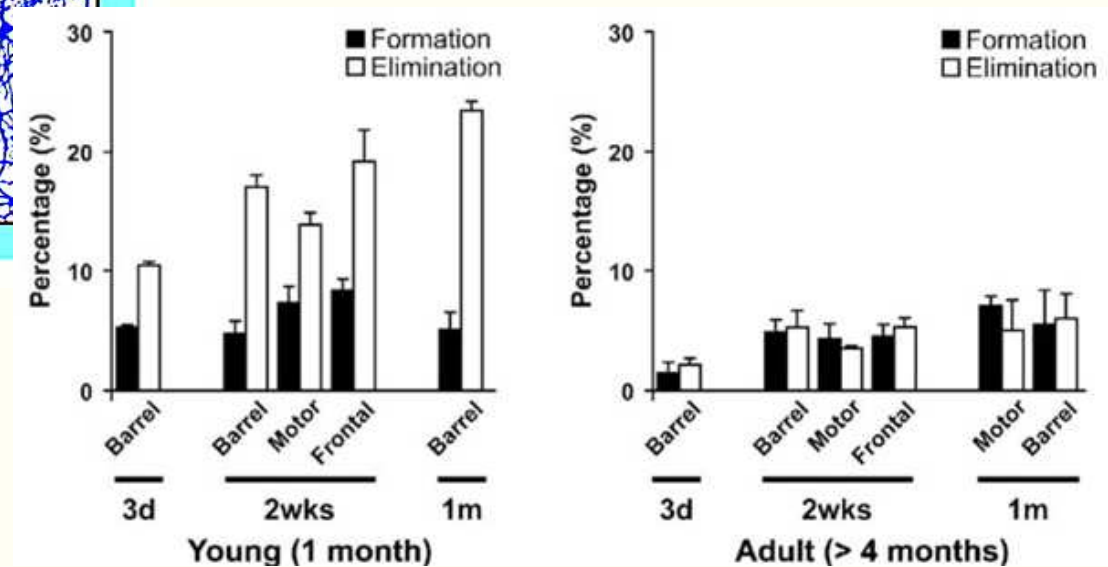 30
20
10
0
Percentage (%)
Formation
Elimination
Barrel
Barrel
Motor
Frontal
Barrel
3d
2wks
1m
Young (1 month)
30
20
10
0
Percentage (%)
Formation
Elimination
Barrel
Barrel
Motor
Frontal
Motor
Barrel
3d
2wks
1m
Adult (> 4 months)